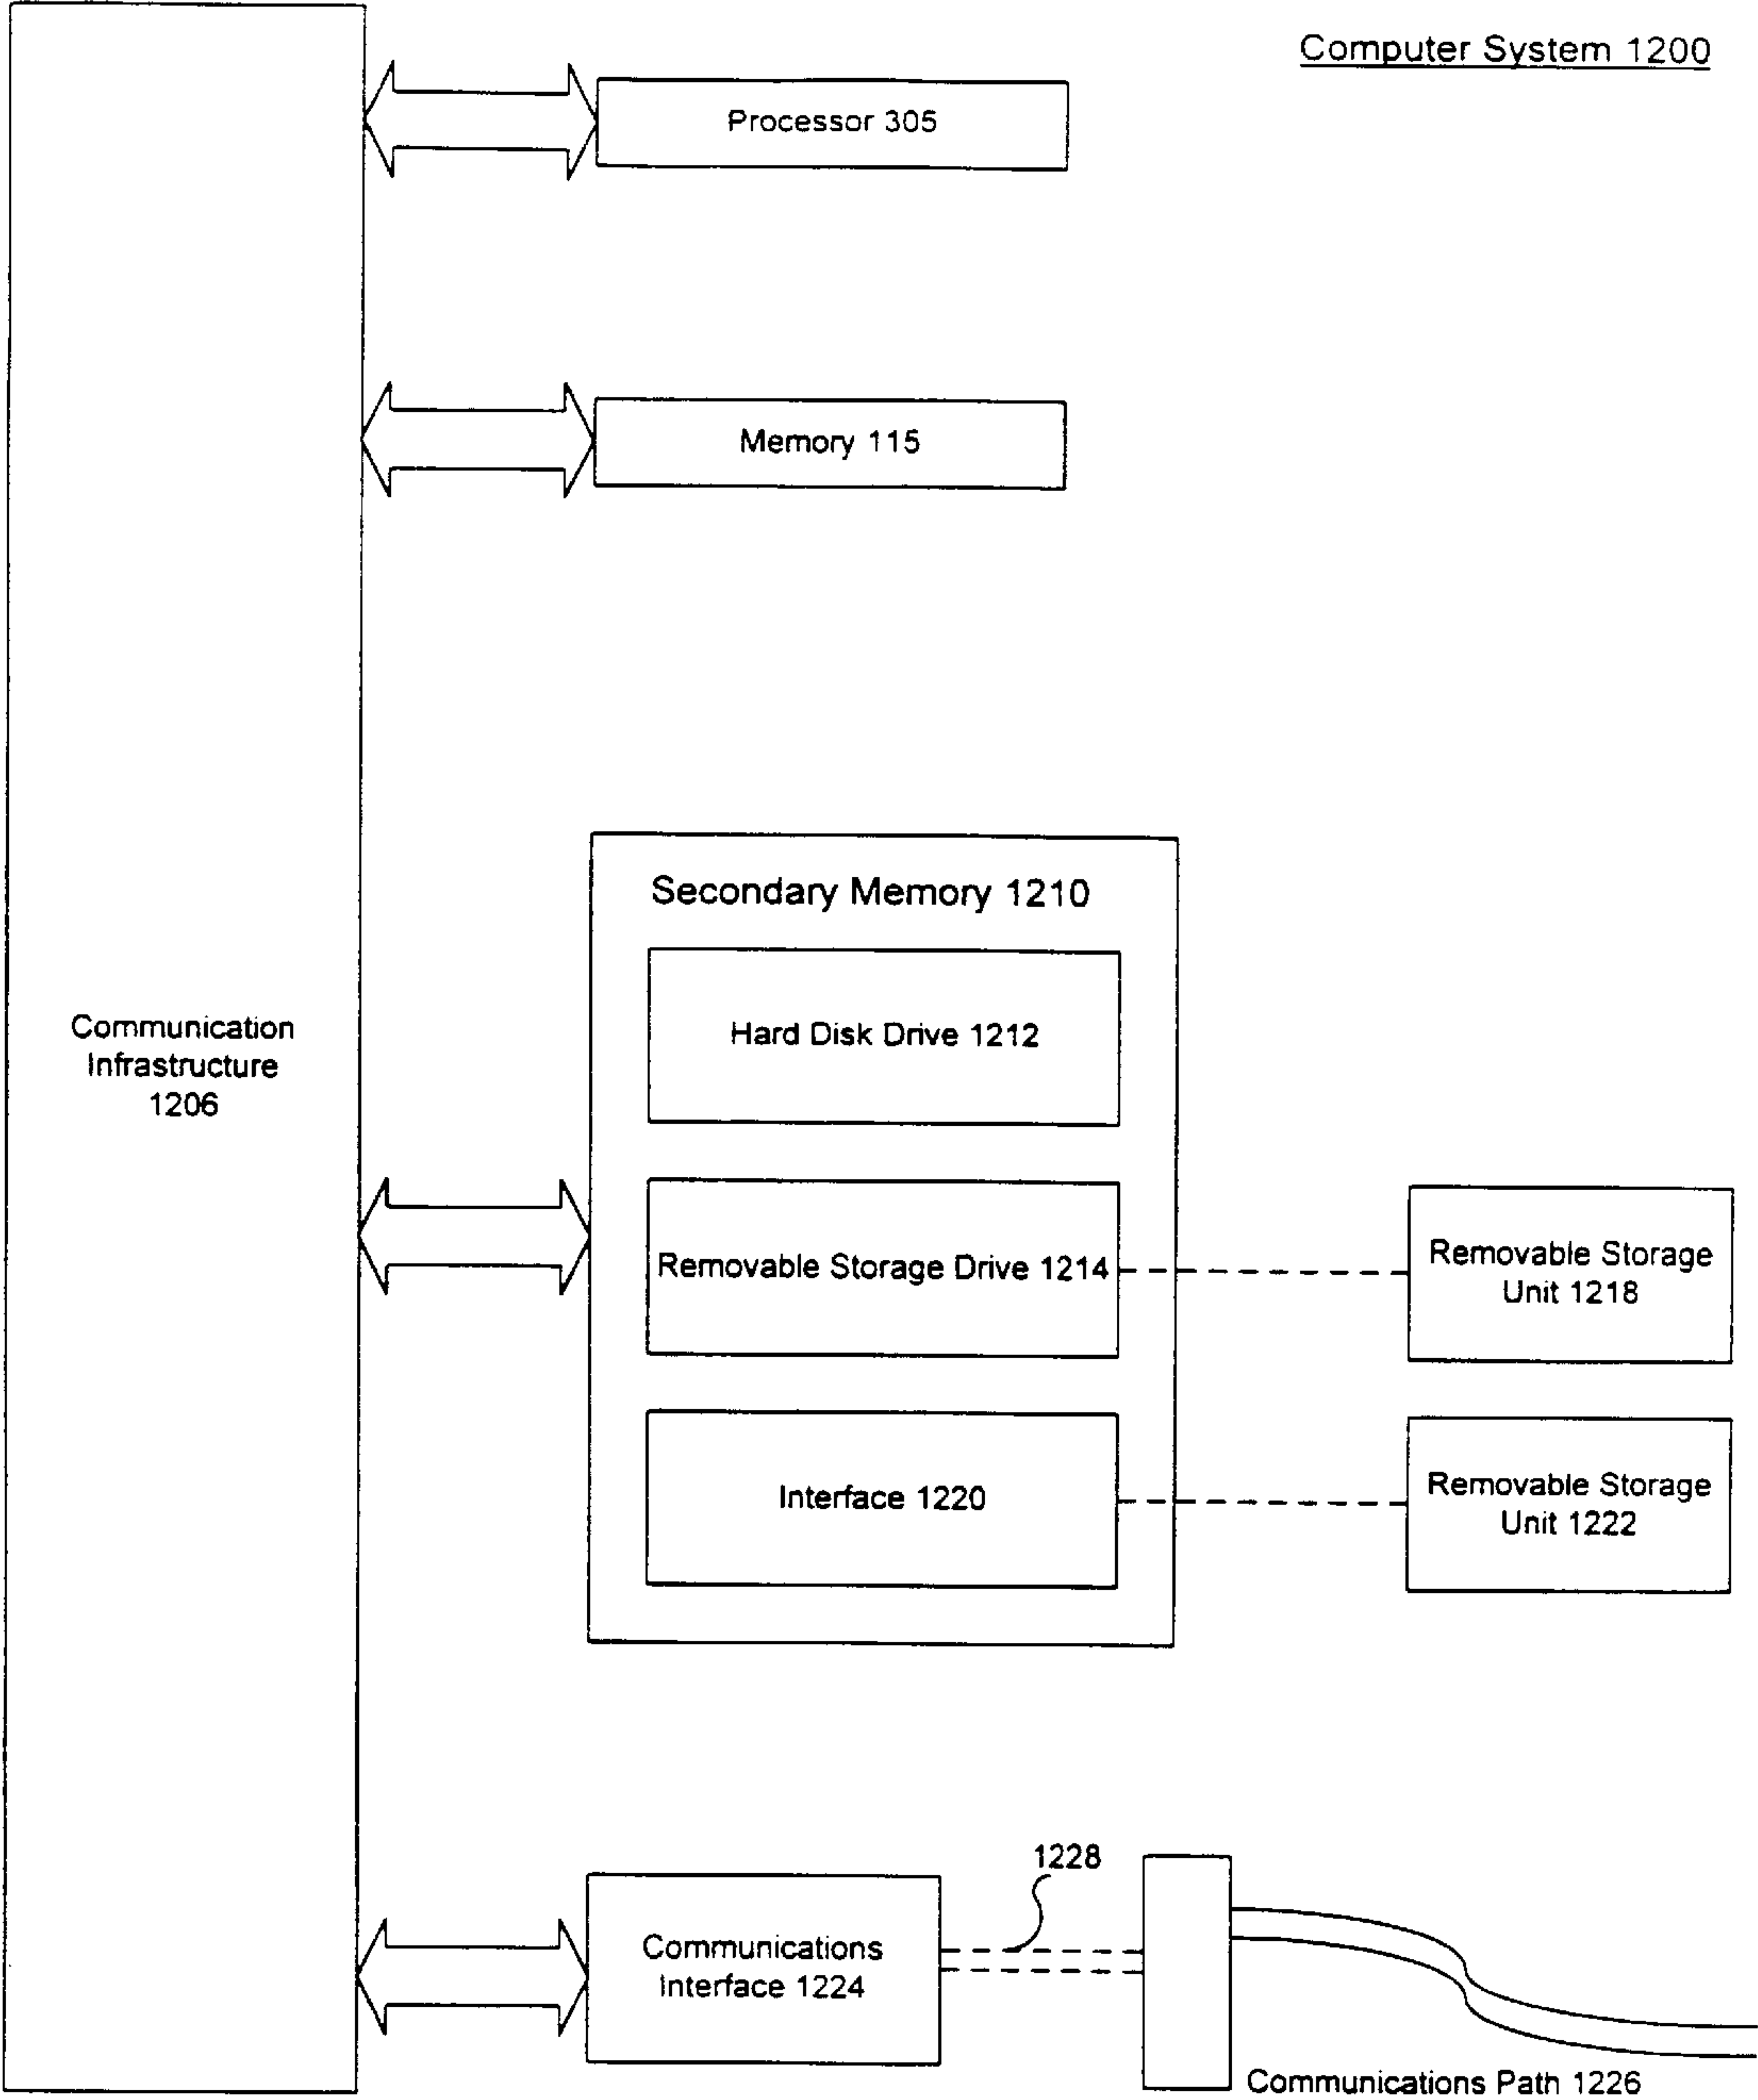 Computer System 1200
Processor 305
Memory 115
Secondary Memory 1210
Hard Disk Drive 1212
Communication
Infrastructure
1206
Removable Storage Drive 1214
Removable Storage
Unit 1218
Interface 1220
Removable Storage
Unit 1222
1228
Communications
Interface 1224
Communications Path 1226